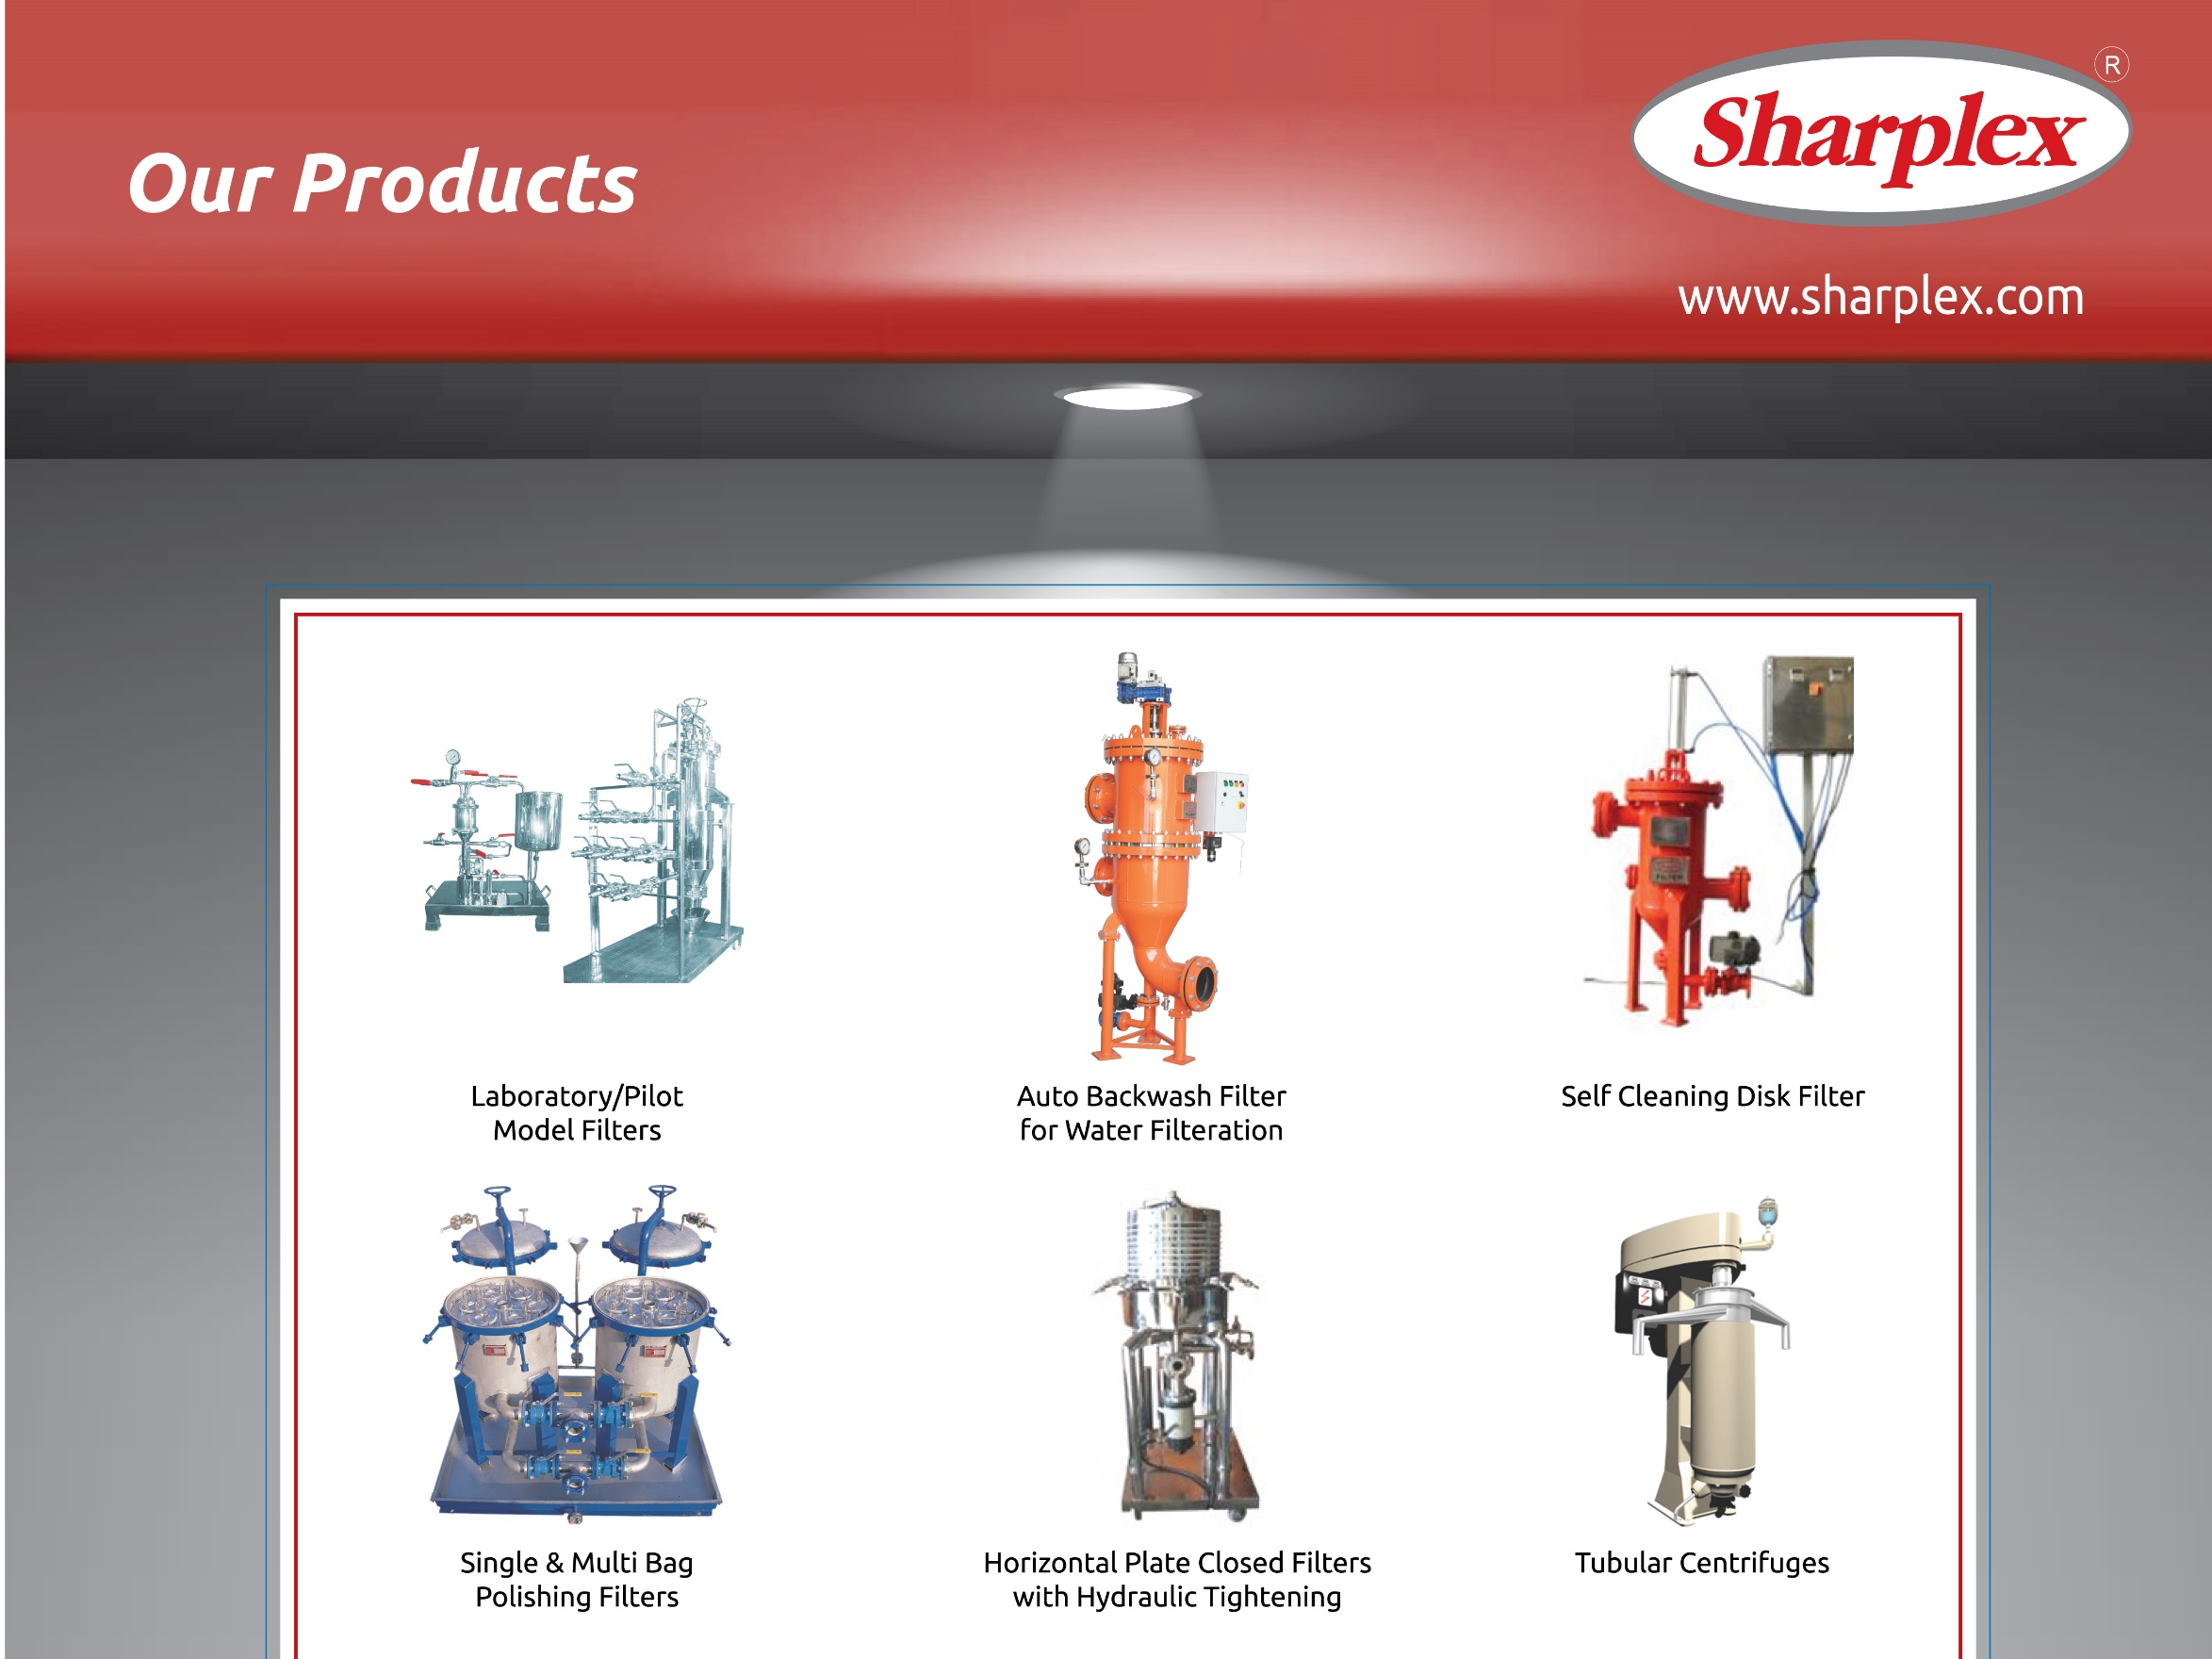 Our Products
Sharplex
®
www.sharplex.com
Laboratory/Pilot
Model Filters
Auto Backwash Filter
for Water Filteration
Self Cleaning Disk Filter
Single & Multi Bag
Polishing Filters
Horizontal Plate Closed Filters
with Hydraulic Tightening
Tubular Centrifuges